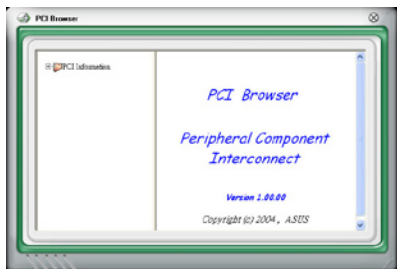 PCI Browser
PCI Information
PCI Browser
Peripheral Component
Interconnect
Version 1.00.00
Copyright (c) 2004, ASUS